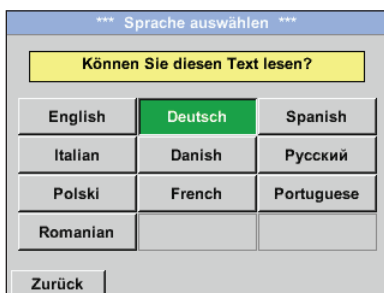 *** Sprache auswählen ***
Können Sie diesen Text lesen?
English Deutsch Spanish
Italian Danish Русский
Polski French Portuguese
Romanian
Zurück